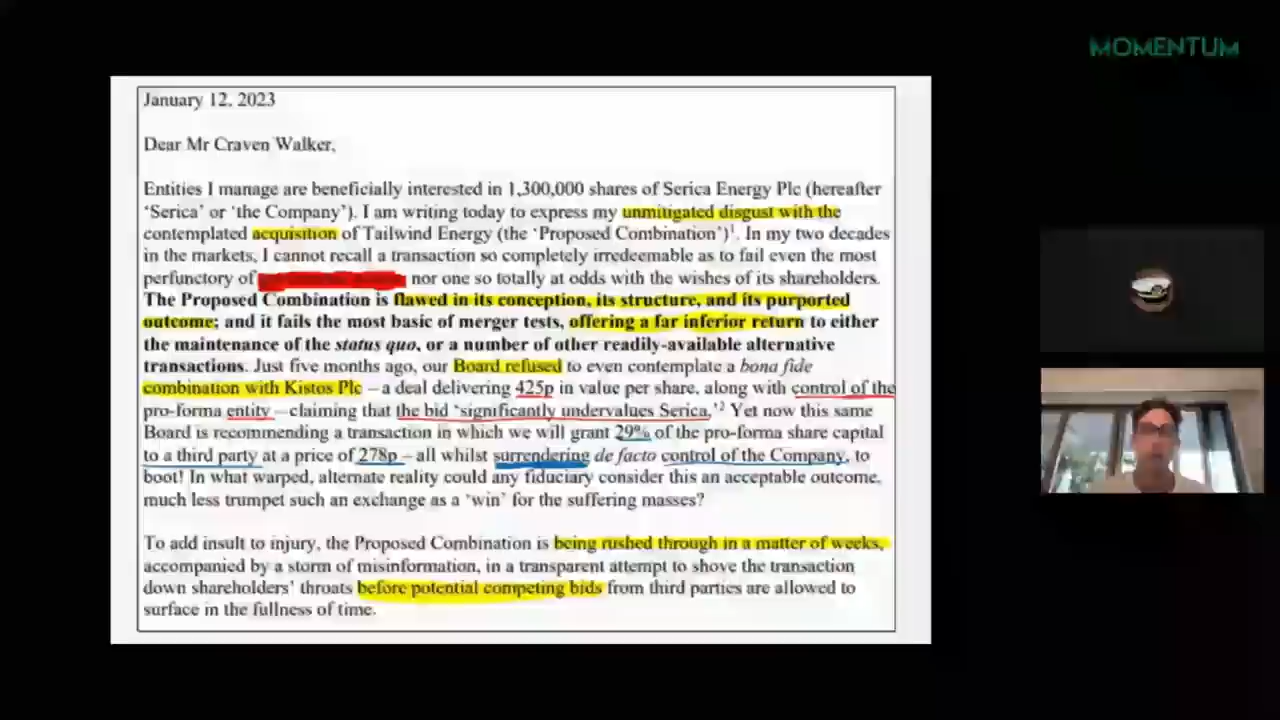 MOMENTUM
January 12, 2023
Dear Mr Craven Walker,
Entities I manage are beneficially interested in 1,300,000 shares of Serica Energy Plc (hereafter
‘Serica’ or ‘the Company’). I am writing today to express my unmitigated disgust with the
contemplated acquisition of Tailwind Energy (the ‘Proposed Combination’)¹. In my two decades
in the markets, I cannot recall a transaction so completely irredeemable as to fail even the most
perfunctory of nor one so totally at odds with the wishes of its shareholders.
The Proposed Combination is flawed in its conception, its structure, and its purported
outcome; and it fails the most basic of merger tests, offering a far inferior return to either
the maintenance of the status quo, or a number of other readily-available alternative
transactions. Just five months ago, our Board refused to even contemplate a bona fide
combination with Kistos Plc – a deal delivering 425p in value per share, along with control of the
pro-forma entity – claiming that the bid ‘significantly undervalues Serica.’² Yet now this same
Board is recommending a transaction in which we will grant 29% of the pro-forma share capital
to a third party at a price of 278p – all whilst surrendering de facto control of the Company, to
boot! In what warped, alternate reality could any fiduciary consider this an acceptable outcome,
much less trumpet such an exchange as a ‘win’ for the suffering masses?
To add insult to injury, the Proposed Combination is being rushed through in a matter of weeks,
accompanied by a storm of misinformation, in a transparent attempt to shove the transaction
down shareholders’ throats before potential competing bids from third parties are allowed to
surface in the fullness of time.